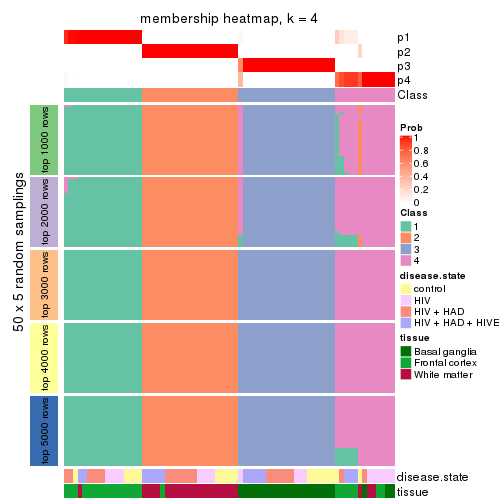 membership heatmap, k = 4
p1
p2
p3
p4
Class
50 x 5 random samplings
top 1000 rows
top 2000 rows
top 3000 rows
top 4000 rows
top 5000 rows
disease.state
tissue
Prob
1
0.8
0.6
0.4
0.2
0
Class
1
2
3
4
disease.state
control
HIV
HIV + HAD
HIV + HAD + HIVE
tissue
Basal ganglia
Frontal cortex
White matter